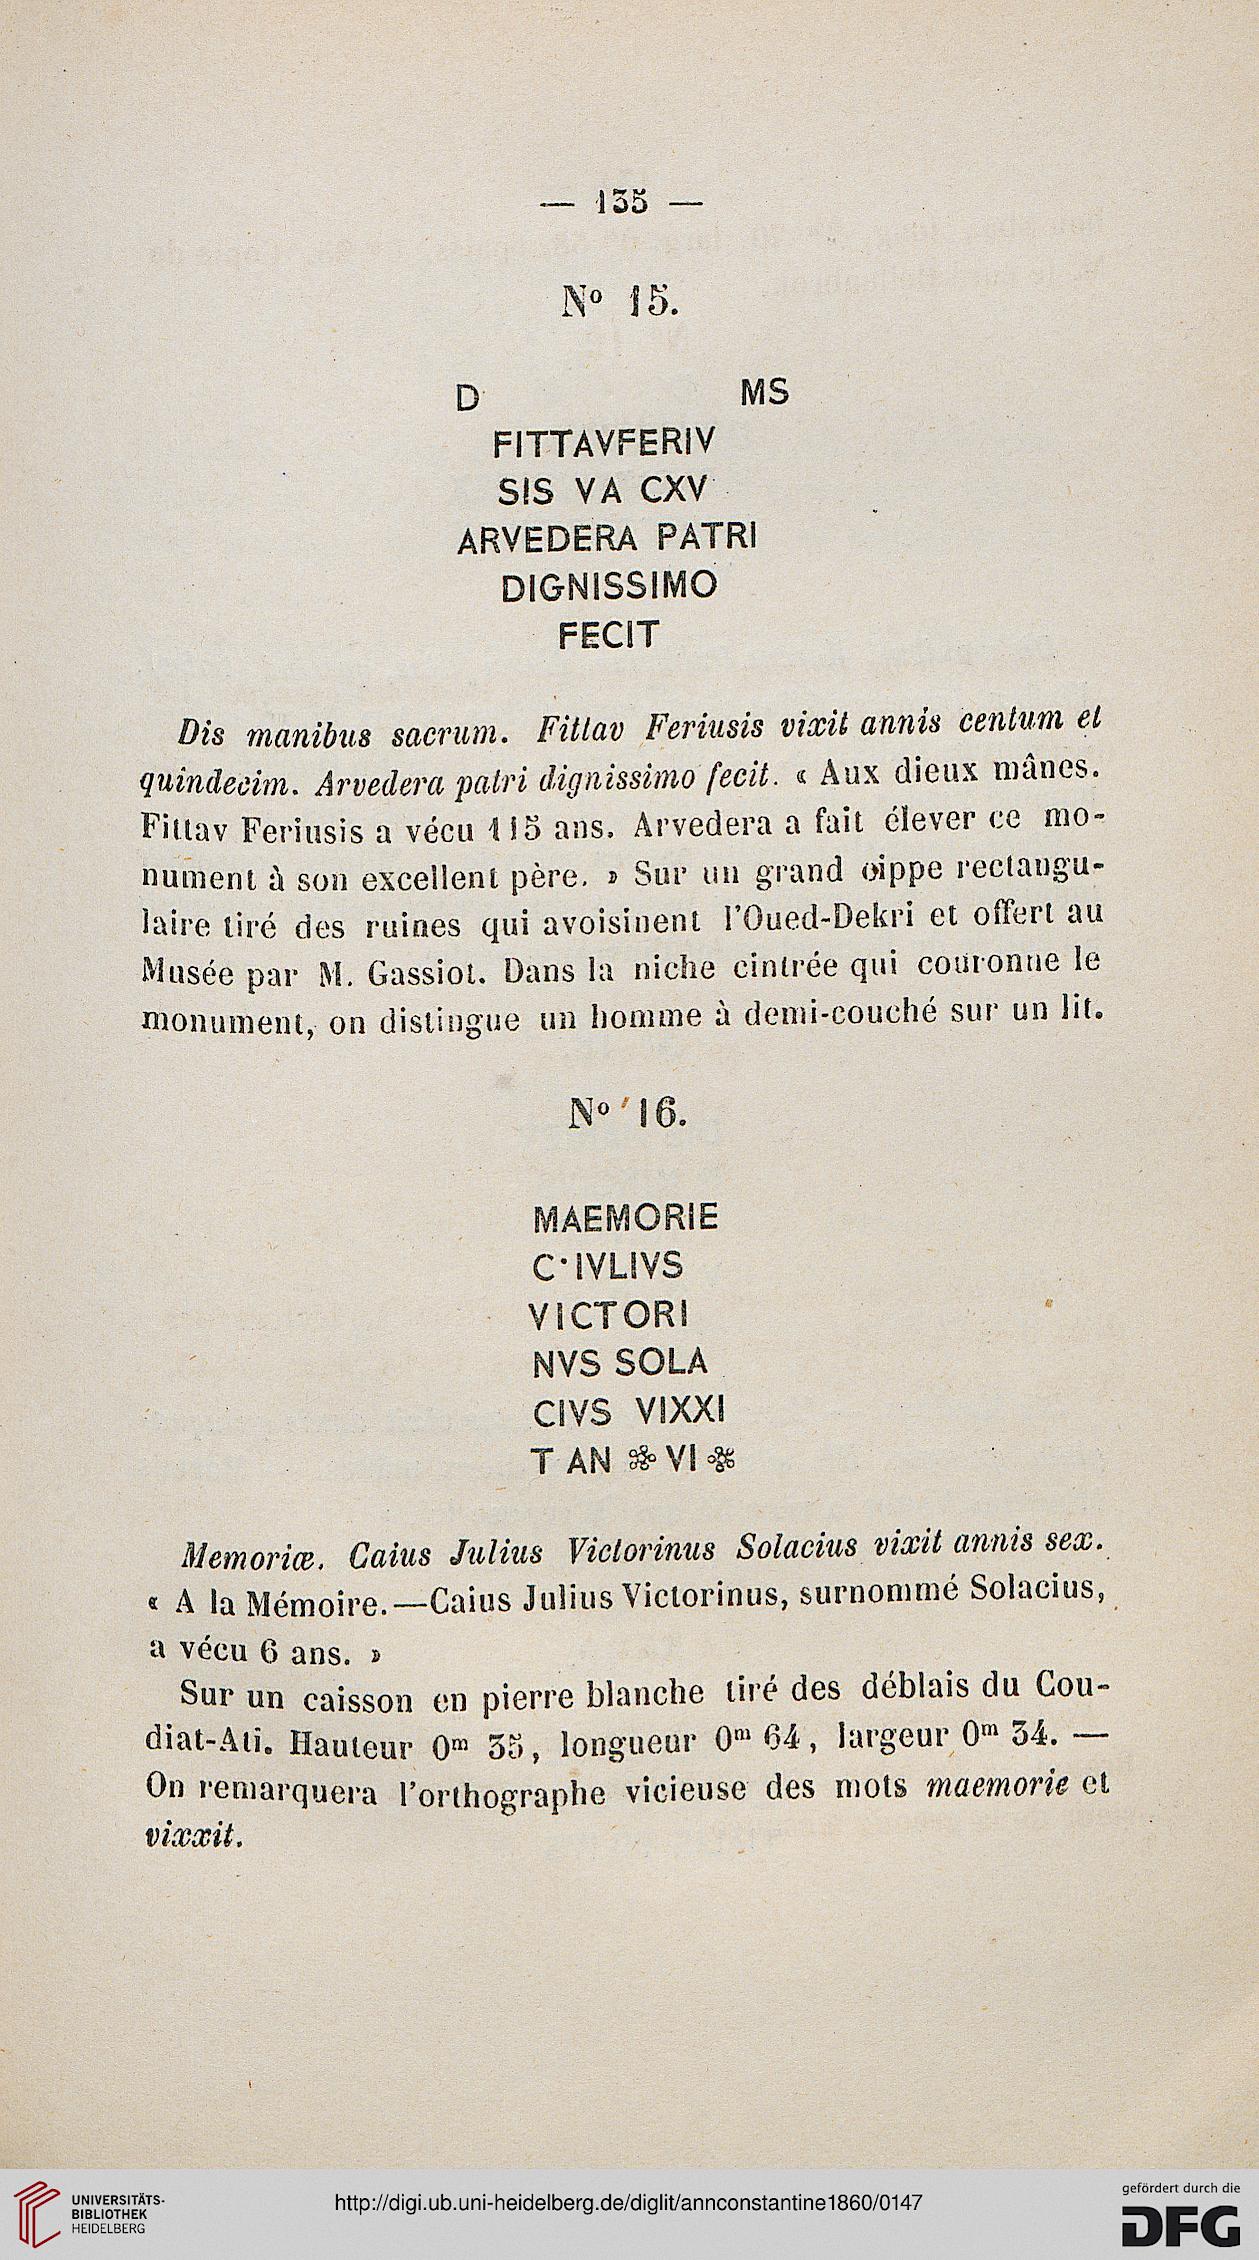 — 135 —
N° 15.
D MS
FITTAVFERIV
SIS VA CXV
ARVEDERA PATRI
DIGNISSIMO
FECIT
Dis manibus sacrum. Fittav Feriusis vixit annis centum et
quindecim. Arvedera patri dignissimo fecit. « Aux dieux mânes.
Fittav Feriusis a vécu 115 ans. Arvedera a fait élever ce mo-
nument à son excellent père. » Sur un grand cippe rectangu-
laire tiré des ruines qui avoisinent l'Oued-Dekri et offert au
Musée par M. Gassiot. Dans la niche cintrée qui couronne le
monument, on distingue un homme à demi-couché sur un lit.
N° 16.
MAEMORIE
C·IVLIVS
VICTORI
NVS SOLA
CIVS VIXXI
T AN ❀ VI ❀
Memoriæ. Caius Julius Victorinus Solacius vixit annis sex.
« A la Mémoire.—Caius Julius Victorinus, surnommé Solacius,
a vécu 6 ans. »
Sur un caisson en pierre blanche tiré des déblais du Cou-
diat-Ati. Hauteur 0ᵐ 35, longueur 0ᵐ 64, largeur 0ᵐ 34. —
On remarquera l'orthographe vicieuse des mots maemorie et
vixxit.
UNIVERSITÄTS-
BIBLIOTHEK
HEIDELBERG
http://digi.ub.uni-heidelberg.de/diglit/annconstantine1860/0147
gefördert durch die
DFG